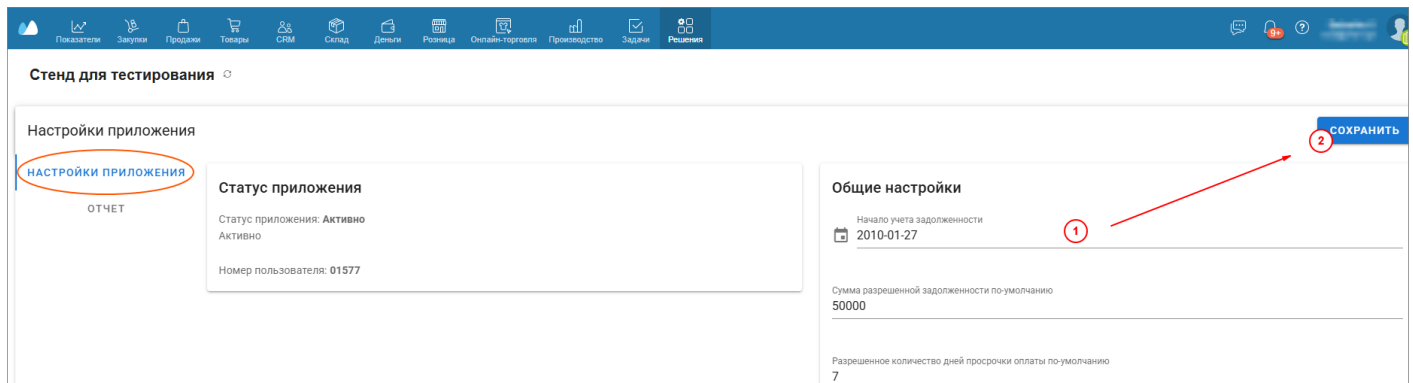 Показатели Закупки Продажи Товары CRM Склад Деньги Розница Онлайн-торговля Производство Задачи Решения 9+
Стенд для тестирования
Настройки приложения
СОХРАНИТЬ
2
НАСТРОЙКИ ПРИЛОЖЕНИЯ
ОТЧЕТ
Статус приложения
Статус приложения: Активно
Активно
Номер пользователя: 01577
Общие настройки
Начало учета задолженности
2010-01-27
1
Сумма разрешенной задолженности по-умолчанию
50000
Разрешенное количество дней просрочки оплаты по-умолчанию
7